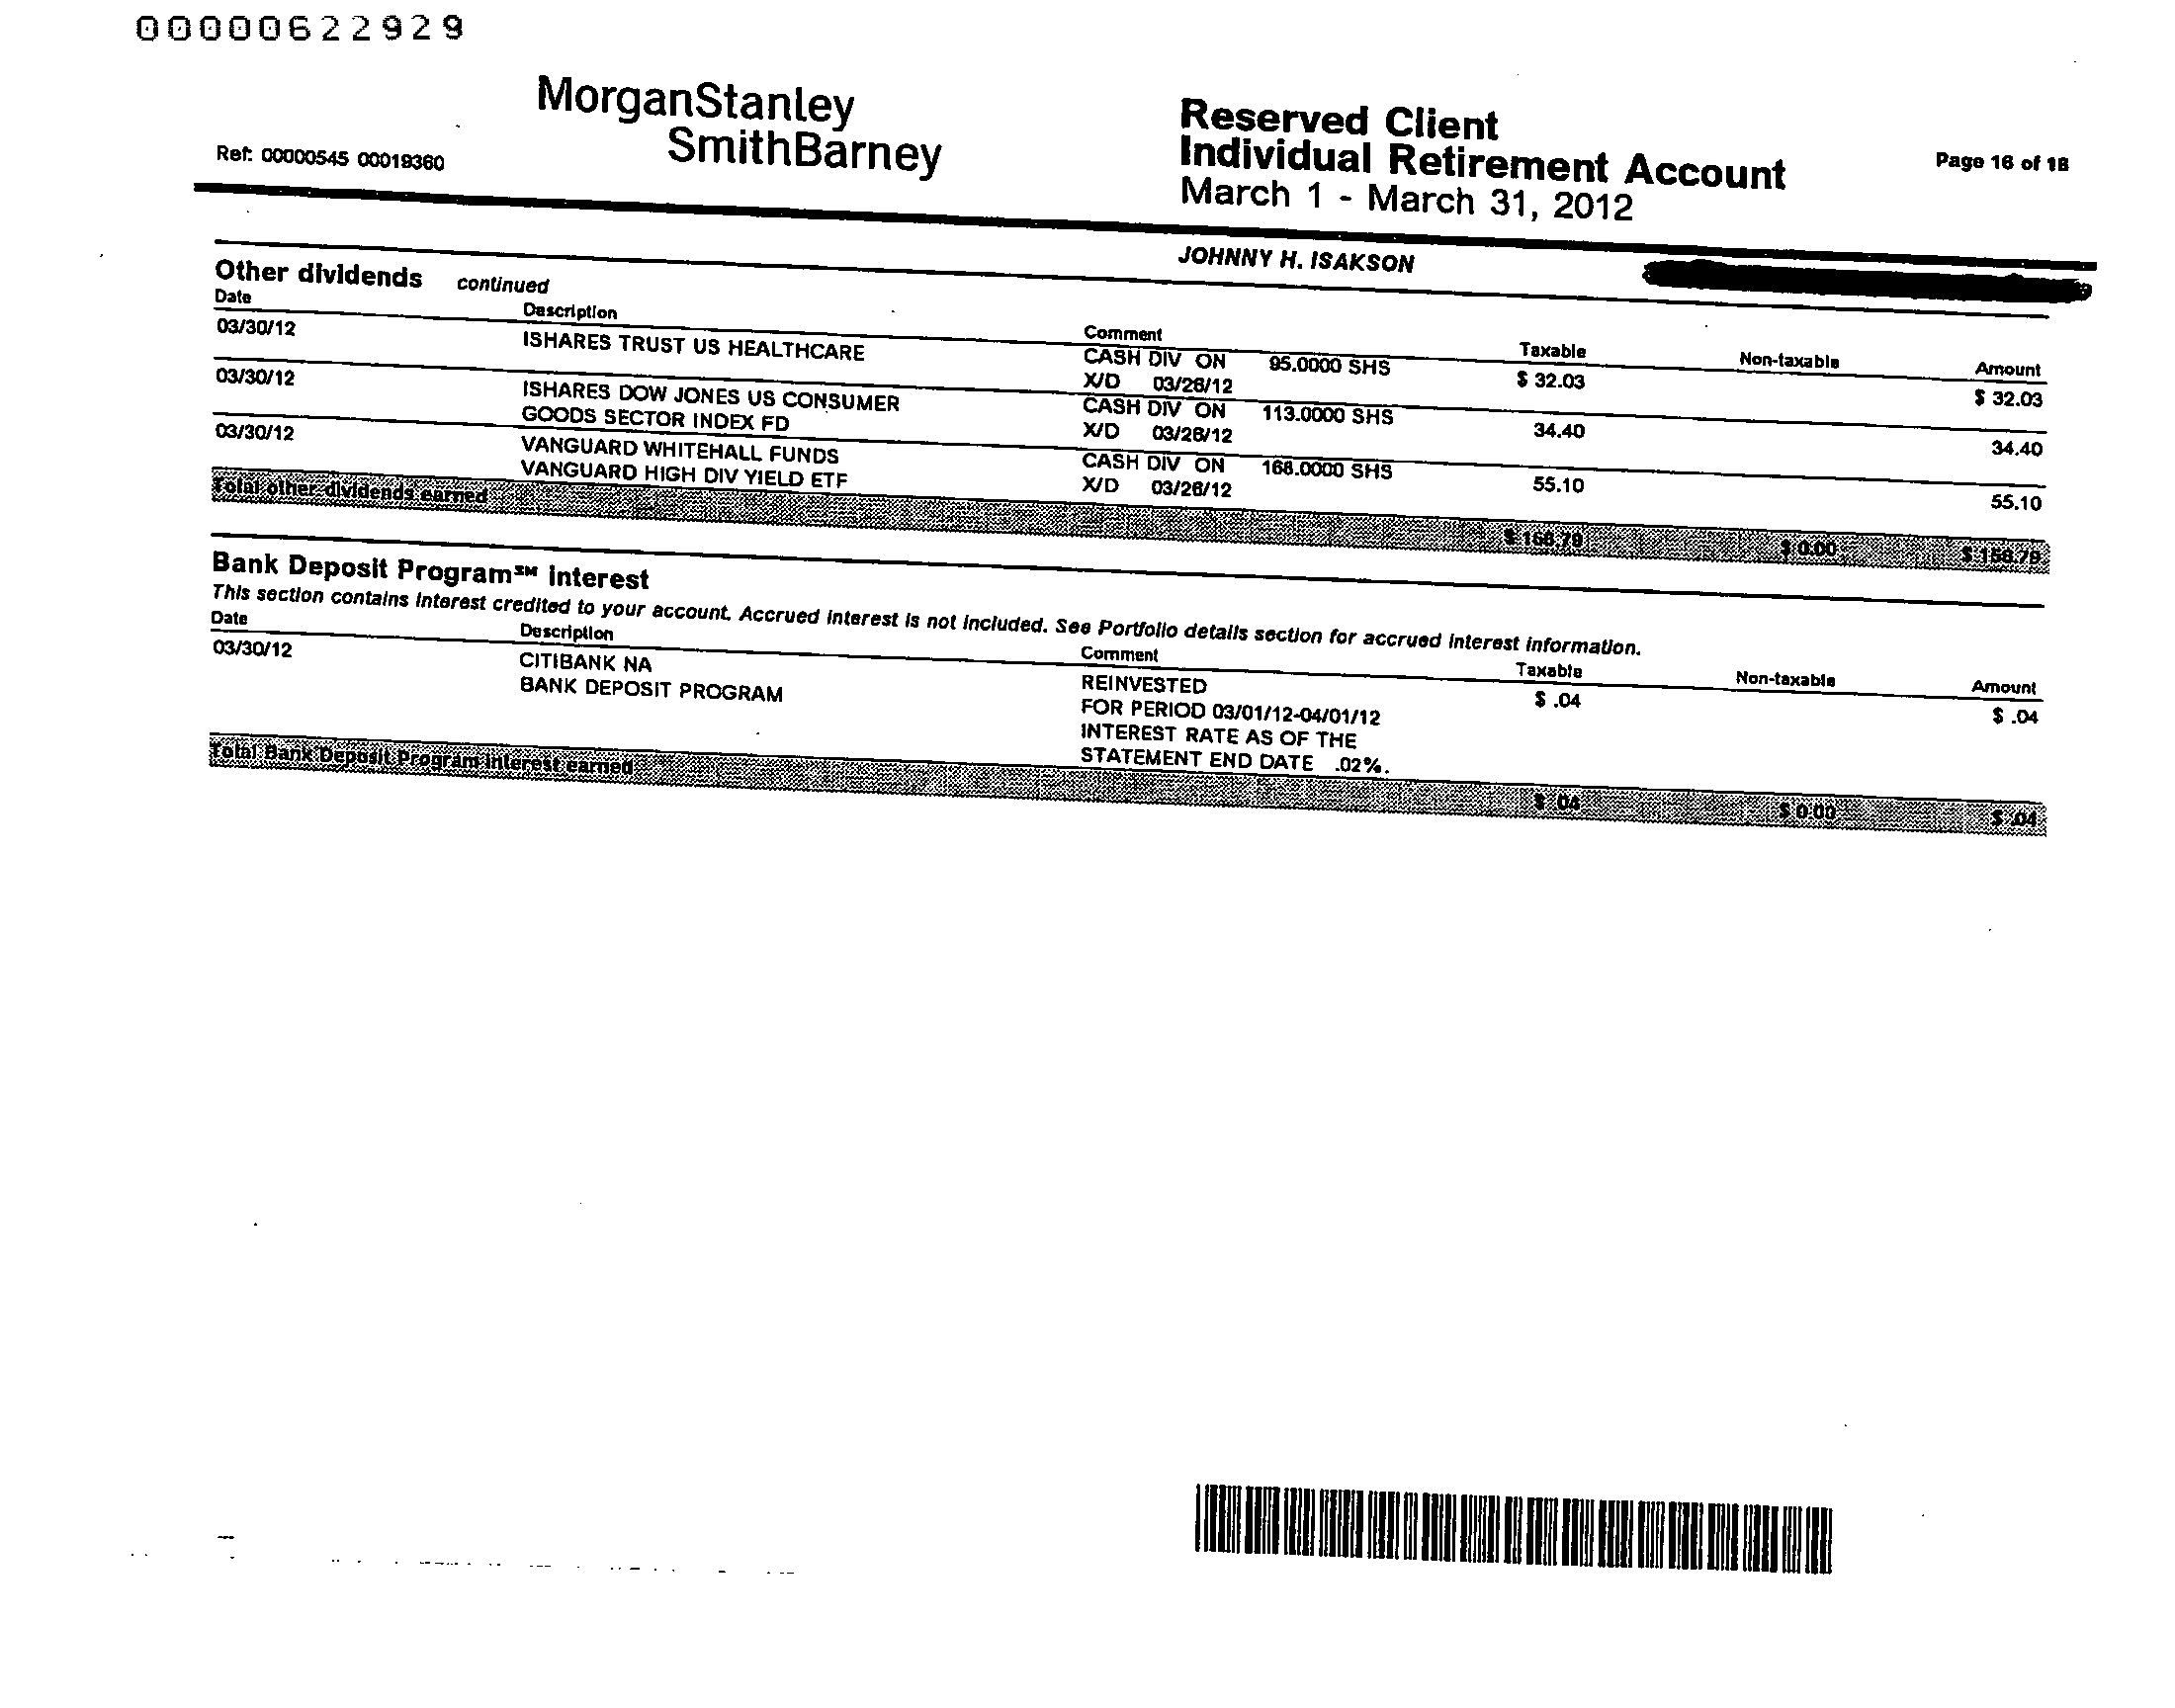 00000622929
MorganStanley
SmithBarney
Ref: 00000545 00019360
Reserved Client
Individual Retirement Account
March 1 - March 31, 2012
Page 16 of 18
JOHNNY H. ISAKSON
Other dividends continued
Date Description Comment Taxable Non-taxable Amount
03/30/12 ISHARES TRUST US HEALTHCARE CASH DIV ON 95.0000 SHS $ 32.03 $ 32.03
X/D 03/26/12
03/30/12 ISHARES DOW JONES US CONSUMER CASH DIV ON 113.0000 SHS 34.40 34.40
GOODS SECTOR INDEX FD X/D 03/26/12
03/30/12 VANGUARD WHITEHALL FUNDS CASH DIV ON 168.0000 SHS 55.10 55.10
VANGUARD HIGH DIV YIELD ETF X/D 03/26/12
Total other dividends earned $ 0.00
Bank Deposit Program℠ interest
This section contains interest credited to your account. Accrued interest is not included. See Portfolio details section for accrued interest information.
Date Description Comment Taxable Non-taxable Amount
03/30/12 CITIBANK NA REINVESTED $ .04 $ .04
BANK DEPOSIT PROGRAM FOR PERIOD 03/01/12-04/01/12
INTEREST RATE AS OF THE
STATEMENT END DATE .02%.
Total Bank Deposit Program interest earned $ .04 $ 0.00 $ .04